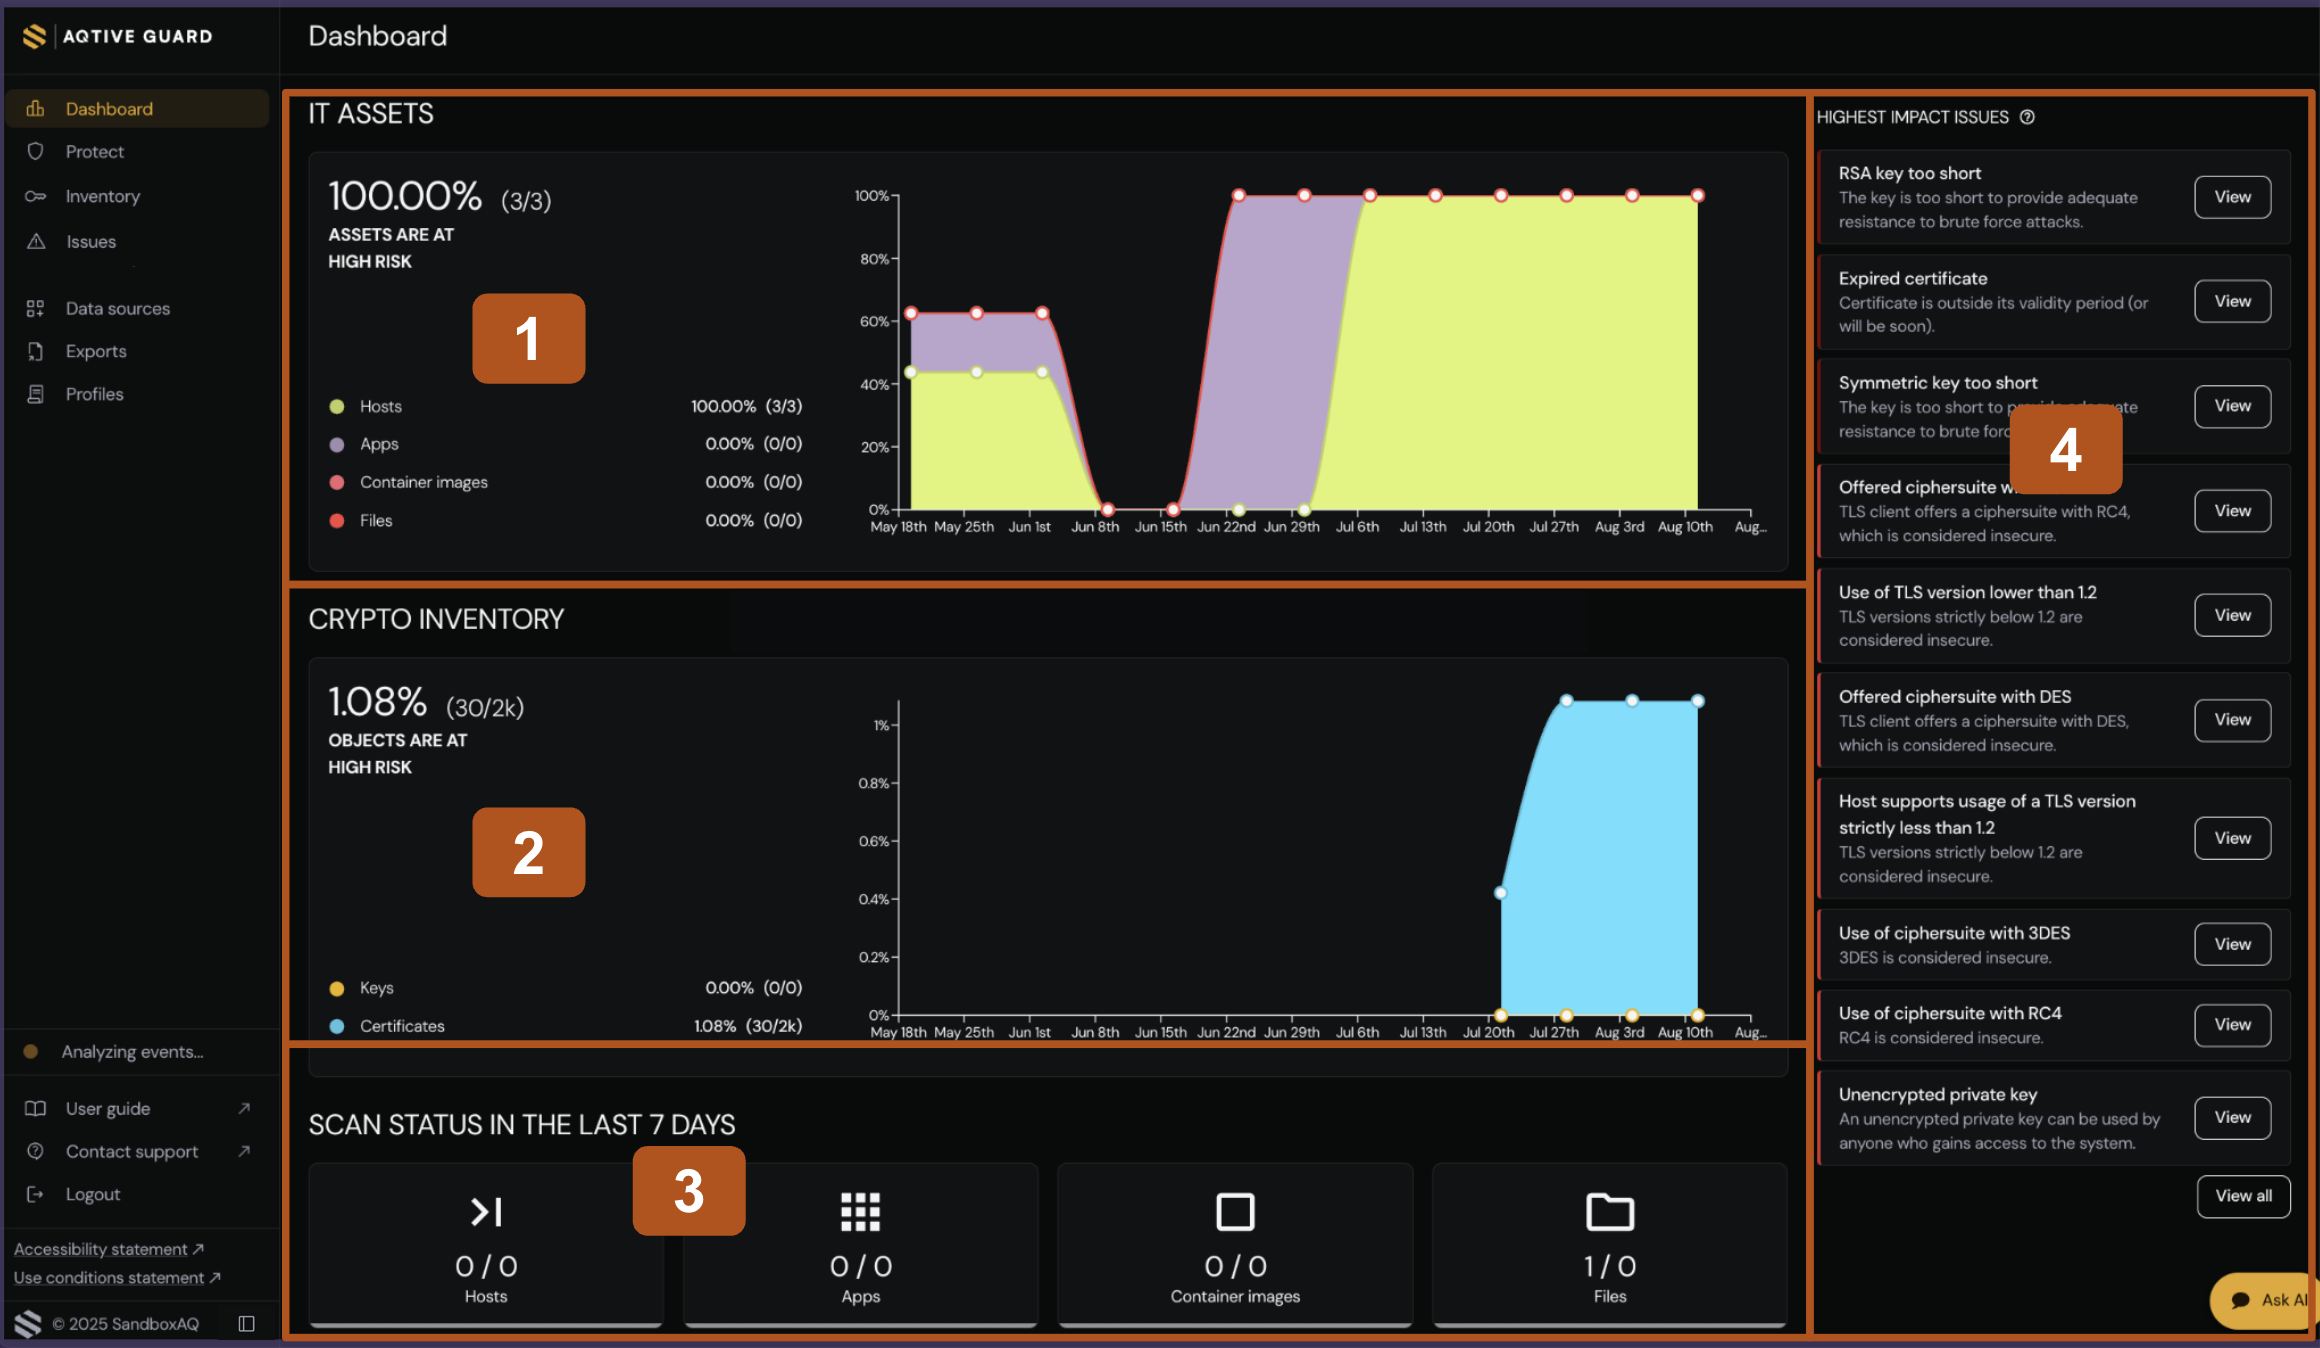 AQTIVE GUARD
Dashboard
Dashboard
Protect
Inventory
Issues
Data sources
Exports
Profiles
Analyzing events...
User guide
Contact support
Logout
Accessibility statement
Use conditions statement
© 2025 SandboxAQ
IT ASSETS
100.00% (3/3)
ASSETS ARE AT
HIGH RISK
1
Hosts 100.00% (3/3)
Apps 0.00% (0/0)
Container images 0.00% (0/0)
Files 0.00% (0/0)
100%
80%
60%
40%
20%
0%
May 18th May 25th Jun 1st Jun 8th Jun 15th Jun 22nd Jun 29th Jul 6th Jul 13th Jul 20th Jul 27th Aug 3rd Aug 10th Aug...
CRYPTO INVENTORY
1.08% (30/2k)
OBJECTS ARE AT
HIGH RISK
2
Keys 0.00% (0/0)
Certificates 1.08% (30/2k)
1%
0.8%
0.6%
0.4%
0.2%
0%
May 18th May 25th Jun 1st Jun 8th Jun 15th Jun 22nd Jun 29th Jul 6th Jul 13th Jul 20th Jul 27th Aug 3rd Aug 10th Aug...
SCAN STATUS IN THE LAST 7 DAYS
3
0 / 0
Hosts
0 / 0
Apps
0 / 0
Container images
1 / 0
Files
HIGHEST IMPACT ISSUES
RSA key too short
The key is too short to provide adequate
resistance to brute force attacks.
View
Expired certificate
Certificate is outside its validity period (or
will be soon).
View
Symmetric key too short
The key is too short to provide adequate
resistance to brute
View
4
Offered ciphersuite
TLS client offers a ciphersuite with RC4,
which is considered insecure.
View
Use of TLS version lower than 1.2
TLS versions strictly below 1.2 are
considered insecure.
View
Offered ciphersuite with DES
TLS client offers a ciphersuite with DES,
which is considered insecure.
View
Host supports usage of a TLS version
strictly less than 1.2
TLS versions strictly below 1.2 are
considered insecure.
View
Use of ciphersuite with 3DES
3DES is considered insecure.
View
Use of ciphersuite with RC4
RC4 is considered insecure.
View
Unencrypted private key
An unencrypted private key can be used by
anyone who gains access to the system.
View
View all
Ask AI